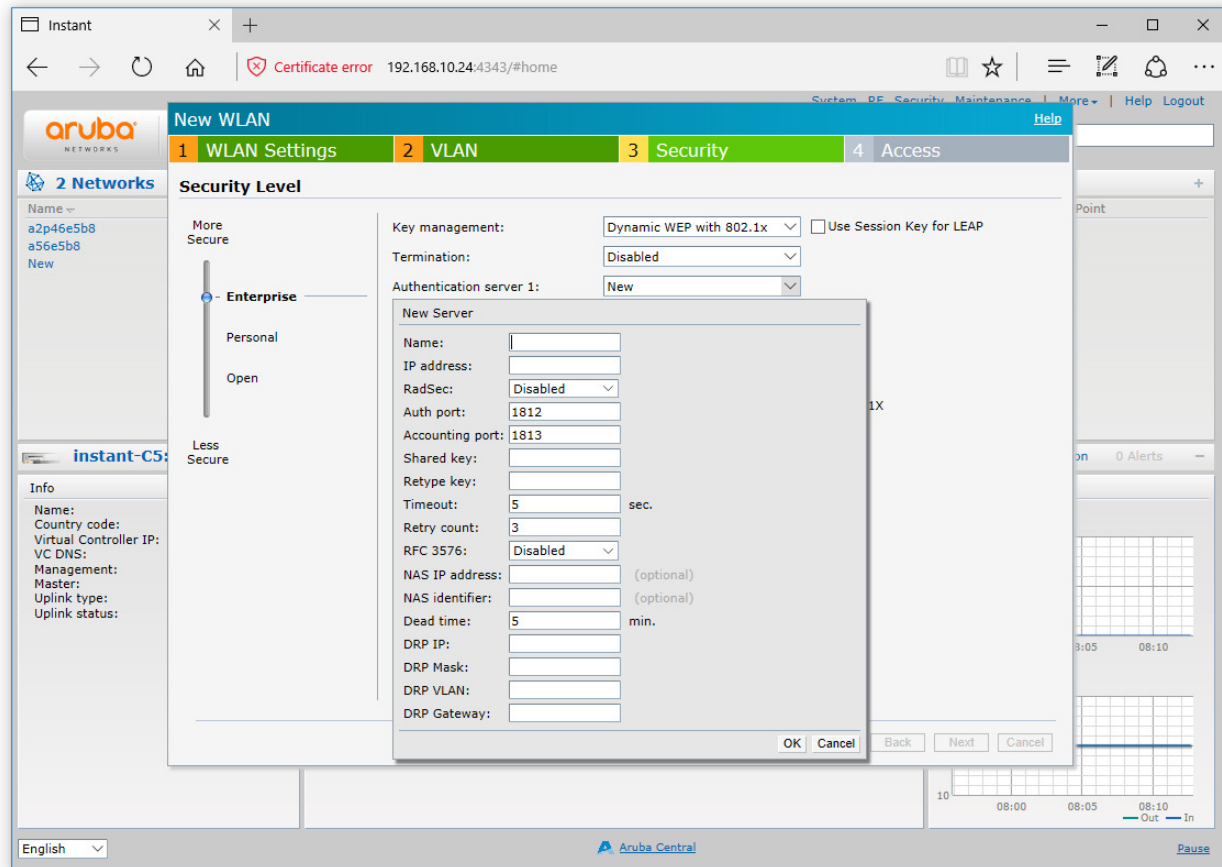 Instant
Certificate error 192.168.10.24:4343/#home
System RF Security Maintenance | More | Help Logout
aruba
NETWORKS
New WLAN Help
1 WLAN Settings 2 VLAN 3 Security 4 Access
2 Networks
Name
a2p46e5b8
a56e5b8
New
Point
Security Level
More
Secure
Enterprise
Personal
Open
Less
Secure
Key management: Dynamic WEP with 802.1x Use Session Key for LEAP
Termination: Disabled
Authentication server 1: New
1X
New Server
Name:
IP address:
RadSec: Disabled
Auth port: 1812
Accounting port: 1813
Shared key:
Retype key:
Timeout: 5 sec.
Retry count: 3
RFC 3576: Disabled
NAS IP address: (optional)
NAS identifier: (optional)
Dead time: 5 min.
DRP IP:
DRP Mask:
DRP VLAN:
DRP Gateway:
OK Cancel
Back Next Cancel
instant-C5:
0 Alerts
Info
Name:
Country code:
Virtual Controller IP:
VC DNS:
Management:
Master:
Uplink type:
Uplink status:
08:10
10
08:00 08:05 08:10
Out In
English
Aruba Central
Pause